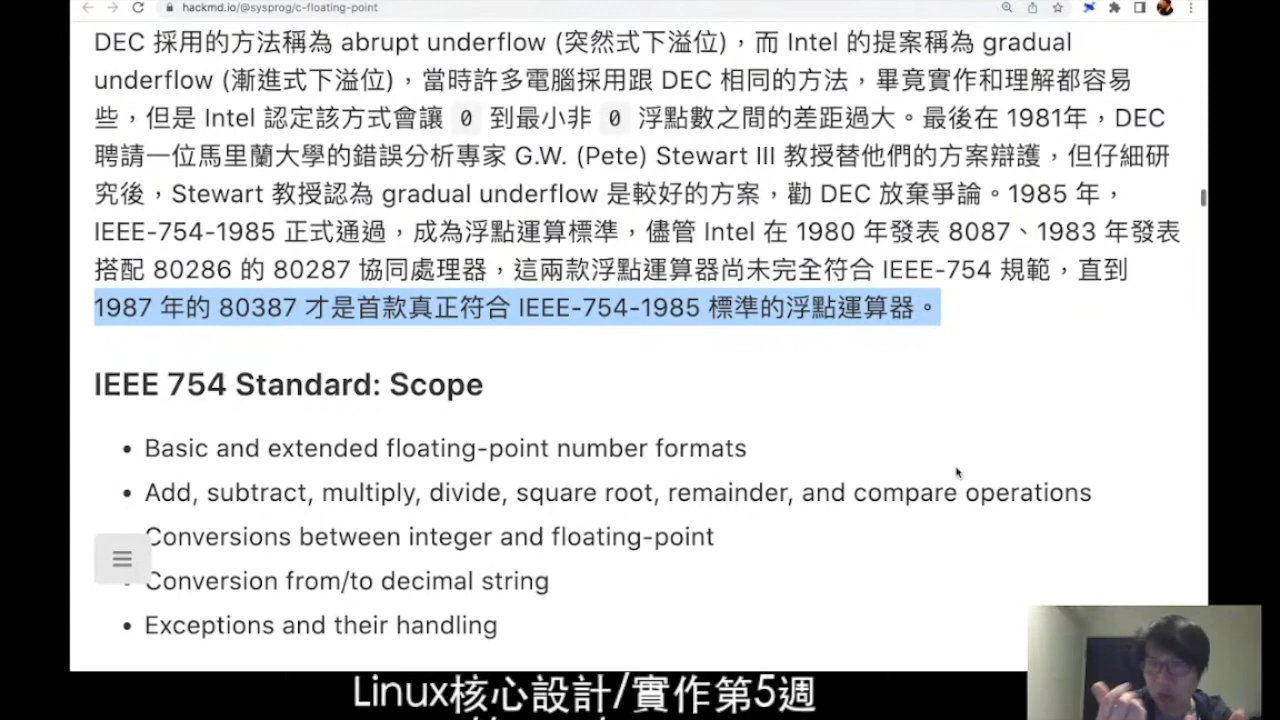 hackmd.io/@sysprog/c-floating-point
DEC 採用的方法稱為 abrupt underflow (突然式下溢位)，而 Intel 的提案稱為 gradual
underflow (漸進式下溢位)，當時許多電腦採用跟 DEC 相同的方法，畢竟實作和理解都容易
些，但是 Intel 認定該方式會讓 0 到最小非 0 浮點數之間的差距過大。最後在 1981年，DEC
聘請一位馬里蘭大學的錯誤分析專家 G.W. (Pete) Stewart III 教授替他們的方案辯護，但仔細研
究後，Stewart 教授認為 gradual underflow 是較好的方案，勸 DEC 放棄爭論。1985 年，
IEEE-754-1985 正式通過，成為浮點運算標準，儘管 Intel 在 1980 年發表 8087、1983 年發表
搭配 80286 的 80287 協同處理器，這兩款浮點運算器尚未完全符合 IEEE-754 規範，直到
1987 年的 80387 才是首款真正符合 IEEE-754-1985 標準的浮點運算器。
IEEE 754 Standard: Scope
• Basic and extended floating-point number formats
• Add, subtract, multiply, divide, square root, remainder, and compare operations
Conversions between integer and floating-point
Conversion from/to decimal string
• Exceptions and their handling
Linux核心設計/實作第5週